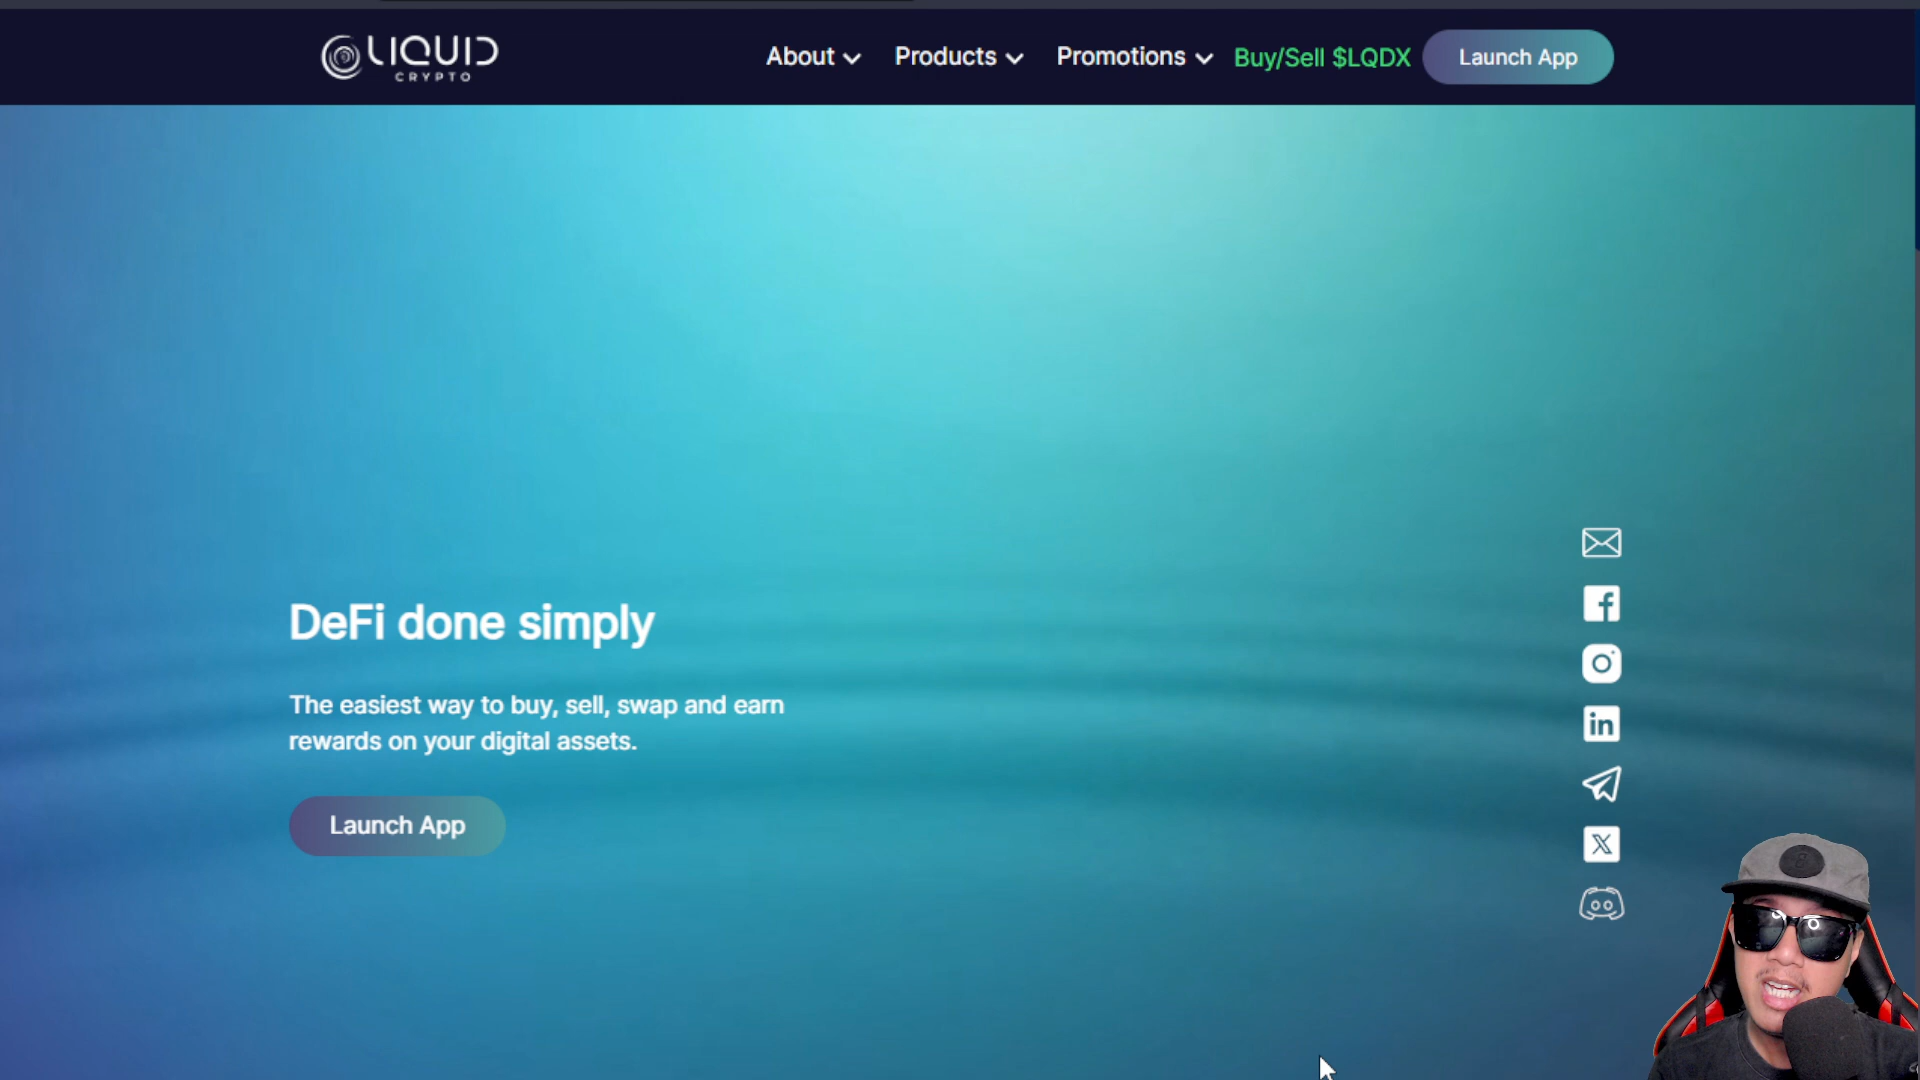 LIQUID
CRYPTO
About
Products
Promotions
Buy/Sell $LQDX
Launch App
DeFi done simply
The easiest way to buy, sell, swap and earn
rewards on your digital assets.
Launch App